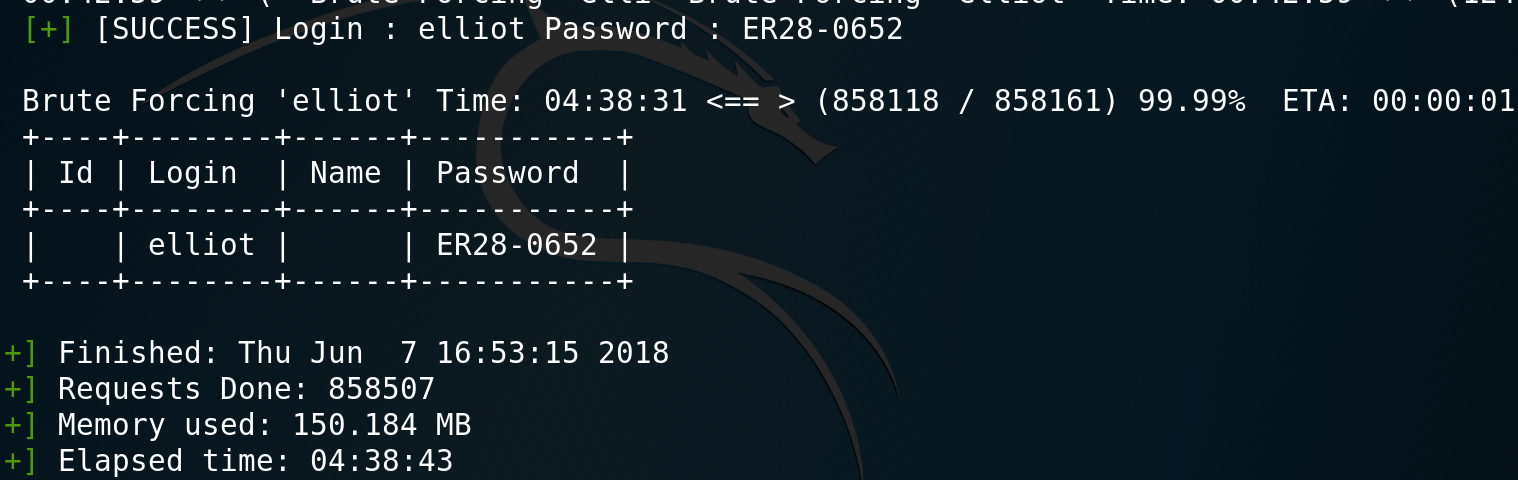 [+] [SUCCESS] Login : elliot Password : ER28-0652
Brute Forcing 'elliot' Time: 04:38:31 <== > (858118 / 858161) 99.99%  ETA: 00:00:01
+----+--------+------+-----------+
| Id | Login  | Name | Password  |
+----+--------+------+-----------+
|    | elliot |      | ER28-0652 |
+----+--------+------+-----------+
+] Finished: Thu Jun  7 16:53:15 2018
+] Requests Done: 858507
+] Memory used: 150.184 MB
+] Elapsed time: 04:38:43